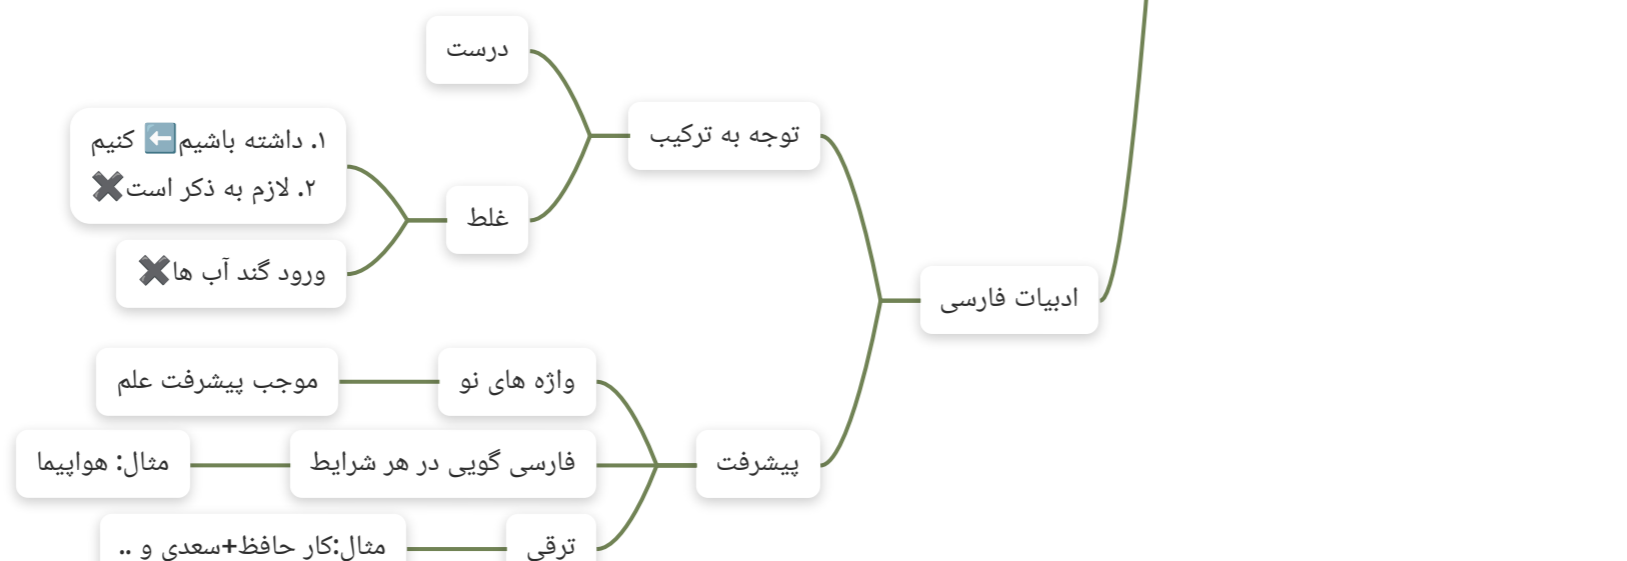 ادبیات فارسی
توجه به ترکیب
درست
غلط
۱. داشته باشیم⬅️ کنیم
۲. لازم به ذکر است✖️
ورود گند آب ها✖️
پیشرفت
واژه های نو
موجب پیشرفت علم
فارسی گویی در هر شرایط
مثال: هواپیما
ترقی
مثال:کار حافظ+سعدی و ..